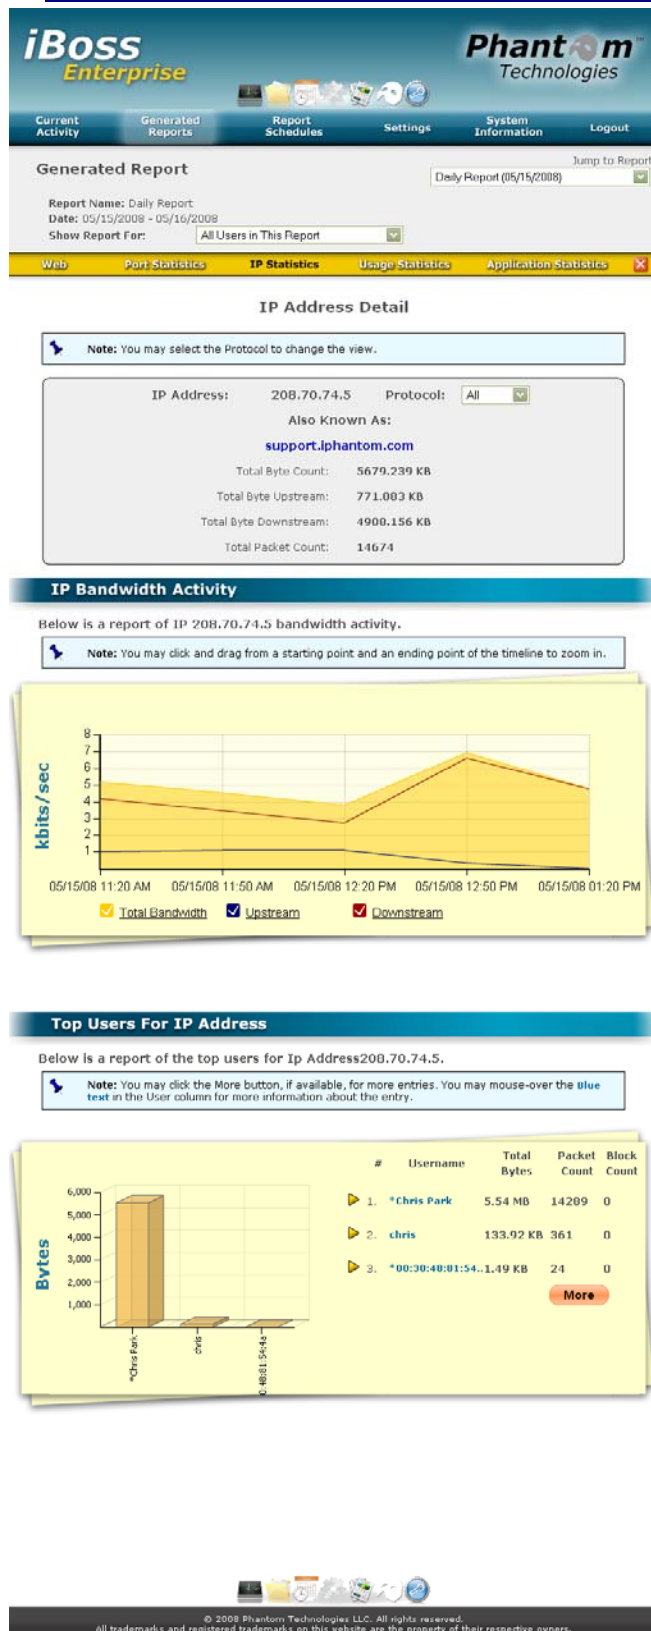 iBoss
Enterprise
Phantom
Technologies
Current Activity
Generated Reports
Report Schedules
Settings
System Information
Logout
Generated Report
Jump to Report
Daily Report (05/15/2008)
Report Name: Daily Report
Date: 05/15/2008 - 05/16/2008
Show Report For: All Users in This Report
Web Port Statistics IP Statistics Usage Statistics Application Statistics
IP Address Detail
Note: You may select the Protocol to change the view.
IP Address: 208.70.74.5 Protocol: All
Also Known As:
support.iphantom.com
Total Byte Count: 5679.239 KB
Total Byte Upstream: 771.083 KB
Total Byte Downstream: 4908.156 KB
Total Packet Count: 14674
IP Bandwidth Activity
Below is a report of IP 208.70.74.5 bandwidth activity.
Note: You may click and drag from a starting point and an ending point of the timeline to zoom in.
kbits/sec
8
7
6
5
4
3
2
1
05/15/08 11:20 AM 05/15/08 11:50 AM 05/15/08 12:20 PM 05/15/08 12:50 PM 05/15/08 01:20 PM
Total Bandwidth Upstream Downstream
Top Users For IP Address
Below is a report of the top users for Ip Address208.70.74.5.
Note: You may click the More button, if available, for more entries. You may mouse-over the Blue
text in the User column for more information about the entry.
Bytes
6,000
5,000
4,000
3,000
2,000
1,000
*Chris Park
chris
0:48:81:54:4a
# Username Total Bytes Packet Count Block Count
1. *Chris Park 5.54 MB 14289 0
2. chris 133.92 KB 361 0
3. *00:30:48:81:54..1.49 KB 24 0
More
© 2008 Phantom Technologies LLC. All rights reserved.
All trademarks and registered trademarks on this website are the property of their respective owners.